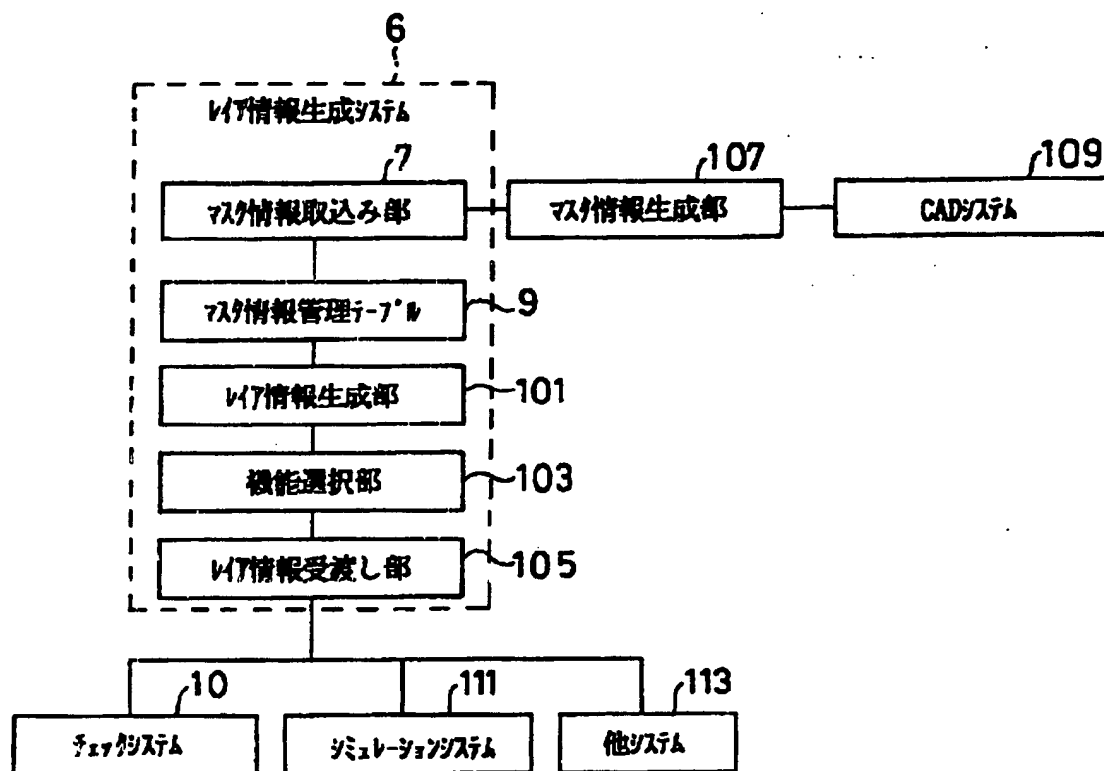 6
レイア情報生成システム
7
107
109
マスタ情報取込み部
マスタ情報生成部
CADシステム
マスタ情報管理テーブル
9
レイア情報生成部
101
機能選択部
103
レイア情報受渡し部
105
10
111
113
チェックシステム
シミュレーションシステム
他システム